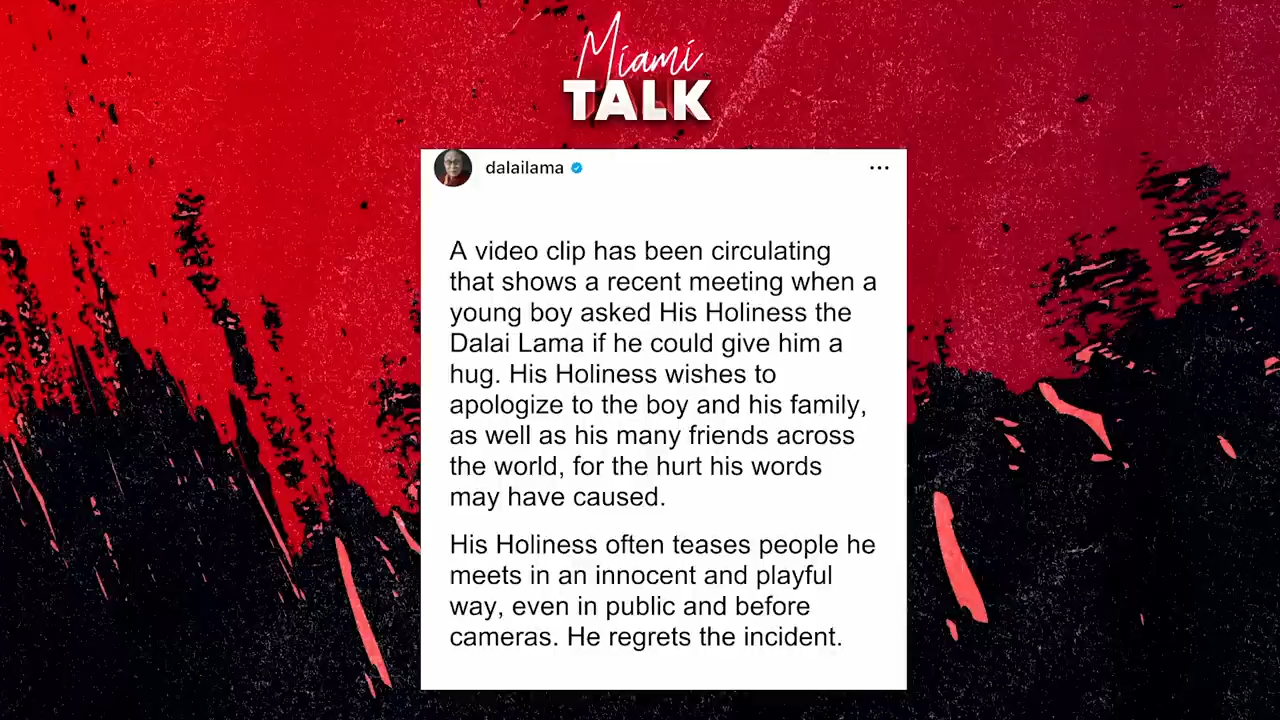 Miami
TALK
dalailama
A video clip has been circulating
that shows a recent meeting when a
young boy asked His Holiness the
Dalai Lama if he could give him a
hug. His Holiness wishes to
apologize to the boy and his family,
as well as his many friends across
the world, for the hurt his words
may have caused.
His Holiness often teases people he
meets in an innocent and playful
way, even in public and before
cameras. He regrets the incident.